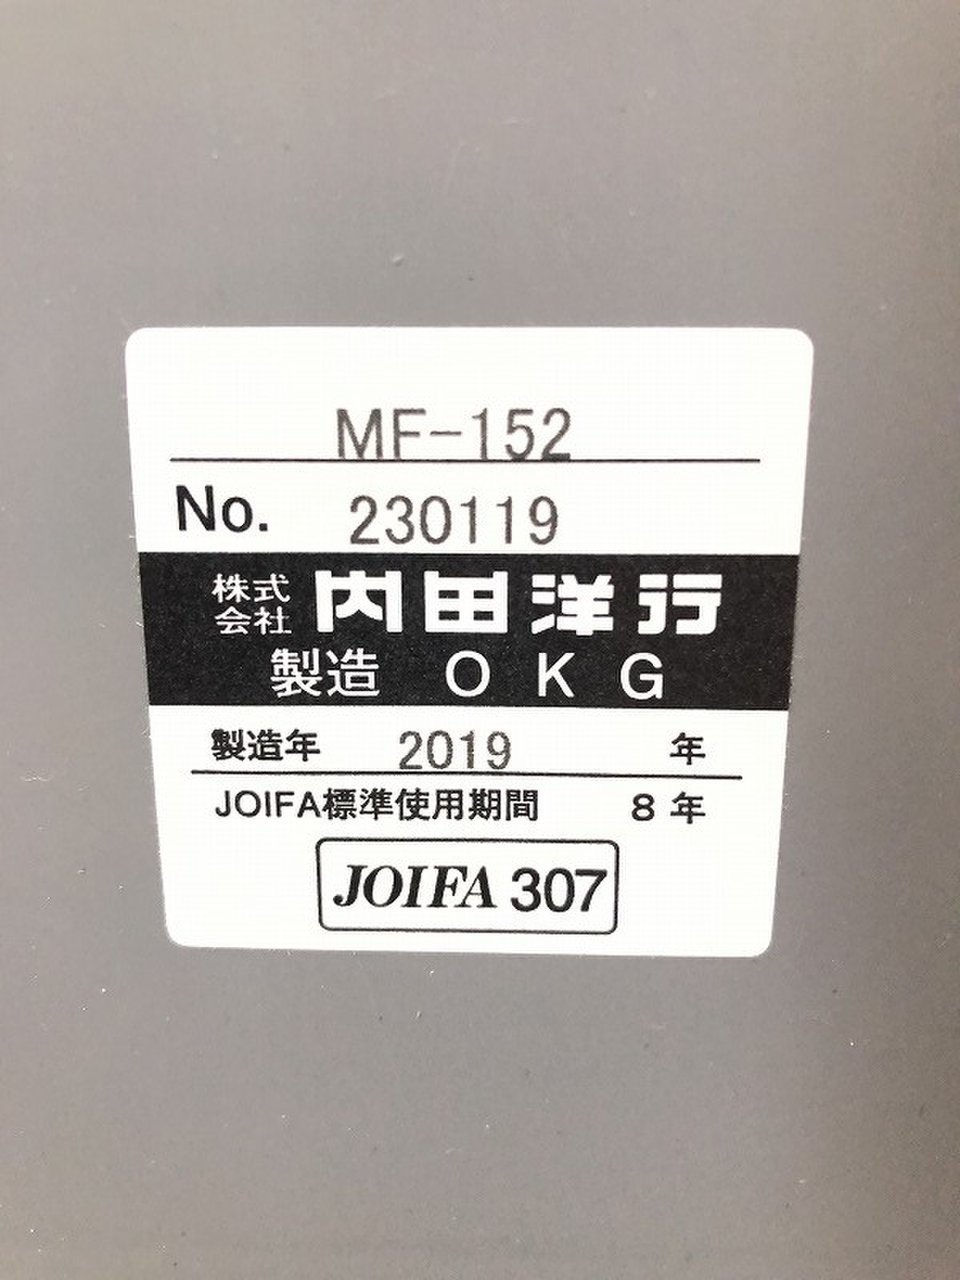 MF-152
No. 230119
株式会社 内田洋行
製造 OKG
製造年 2019 年
JOIFA標準使用期間 8年
JOIFA 307